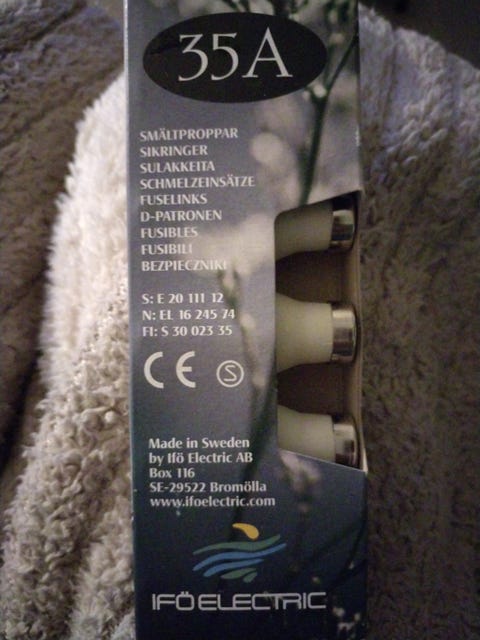 35A
SMÄLTPROPPAR
SIKRINGER
SULAKKEITA
SCHMELZEINSÄTZE
FUSELINKS
D-PATRONEN
FUSIBLES
FUSIBILI
BEZPIECZNIKI
S: E 20 111 12
N: EL 16 245 74
FI: S 30 023 35
CE S
Made in Sweden
by Ifö Electric AB
Box 116
SE-29522 Bromölla
www.ifoelectric.com
IFÖ ELECTRIC